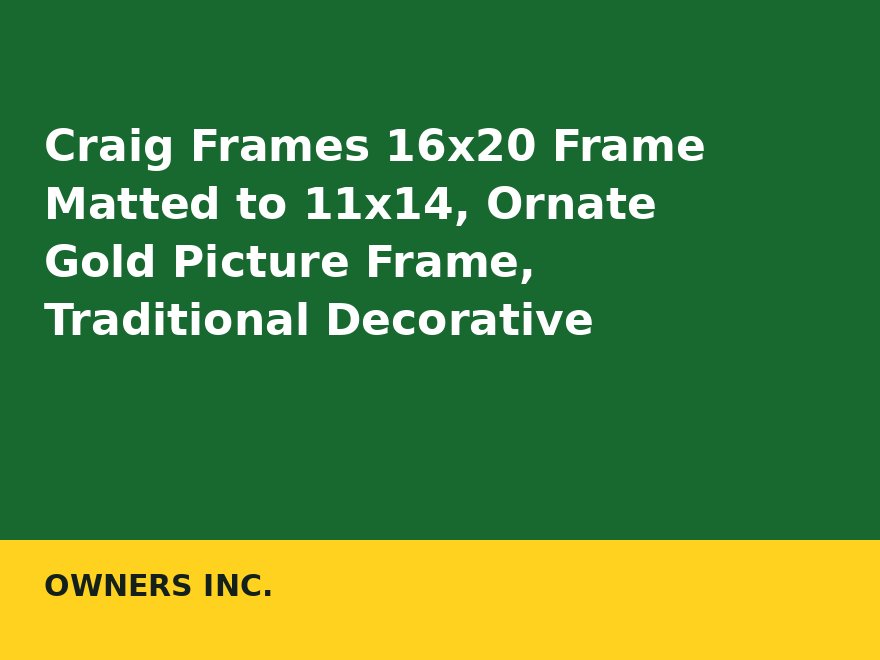 Craig Frames 16x20 Frame
Matted to 11x14, Ornate
Gold Picture Frame,
Traditional Decorative
OWNERS INC.